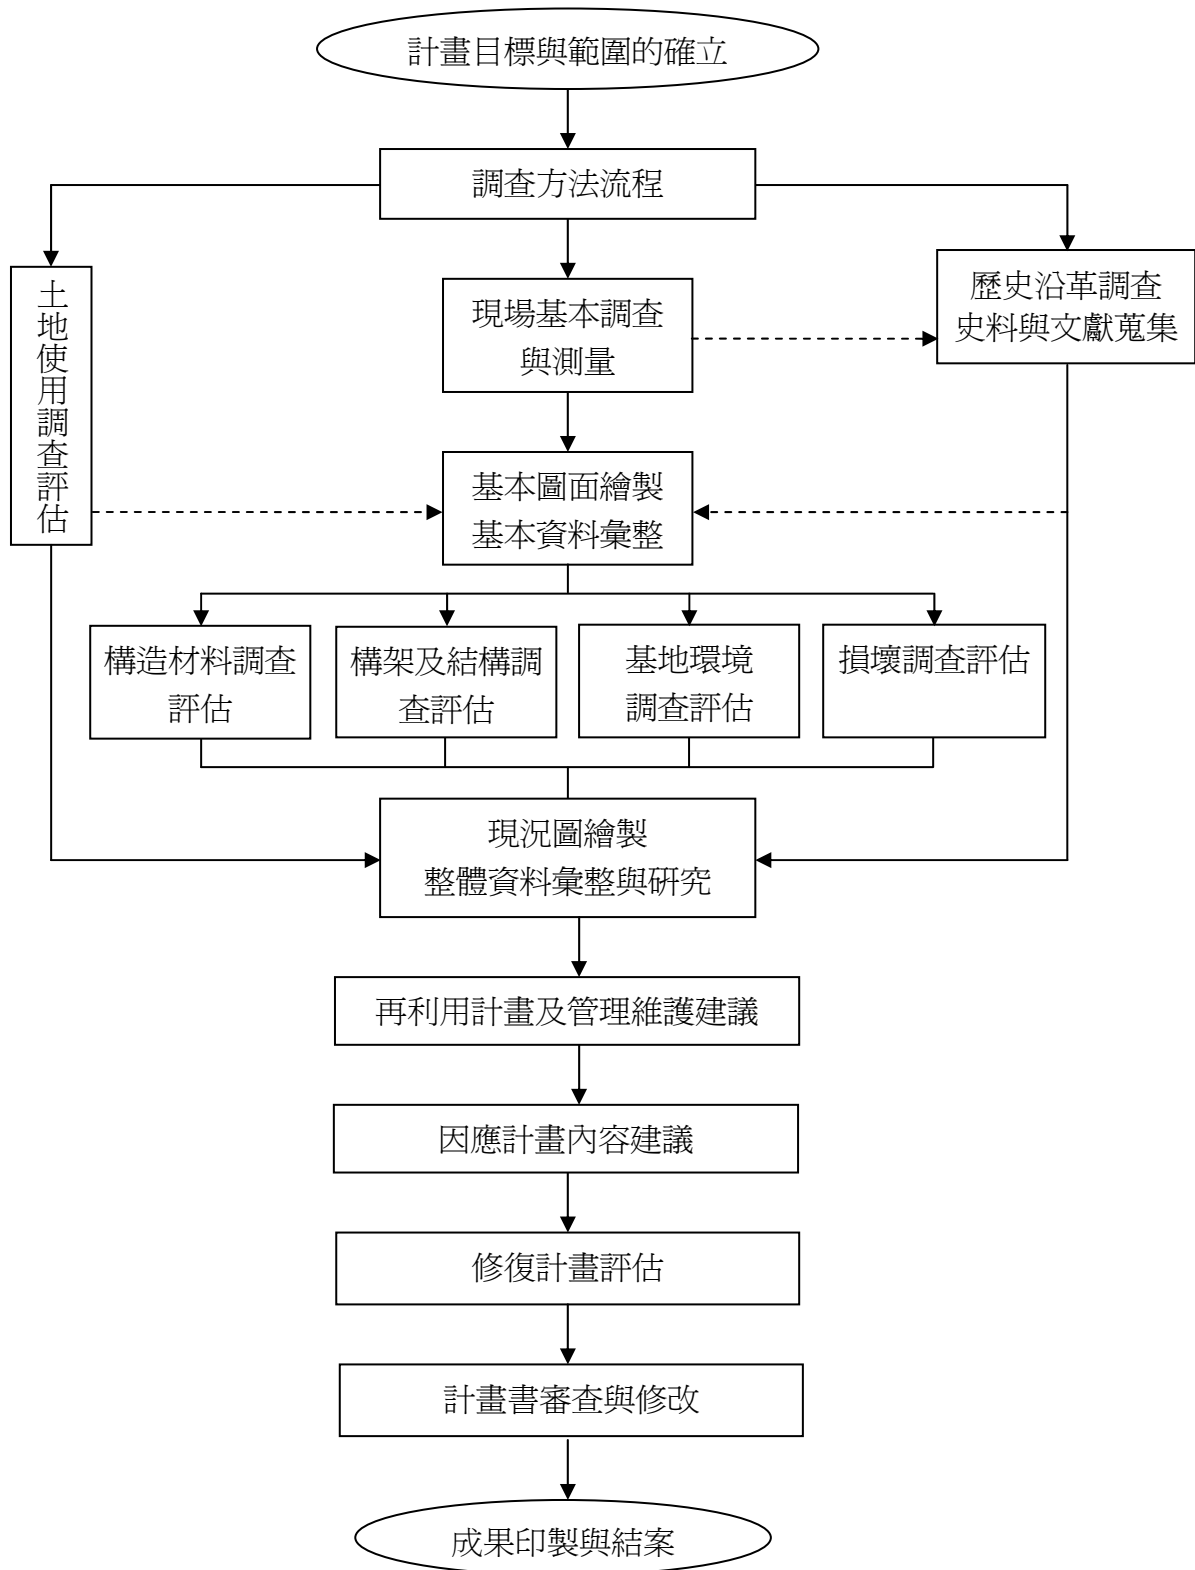 計畫目標與範圍的確立
調查方法流程
土地使用調查評估
現場基本調查
與測量
歷史沿革調查
史料與文獻蒐集
基本圖面繪製
基本資料彙整
構造材料調查
評估
構架及結構調
查評估
基地環境
調查評估
損壞調查評估
現況圖繪製
整體資料彙整與研究
再利用計畫及管理維護建議
因應計畫內容建議
修復計畫評估
計畫書審查與修改
成果印製與結案